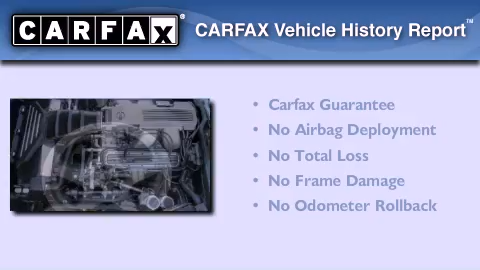 CARFAX® CARFAX Vehicle History Report™
• Carfax Guarantee
• No Airbag Deployment
• No Total Loss
• No Frame Damage
• No Odometer Rollback